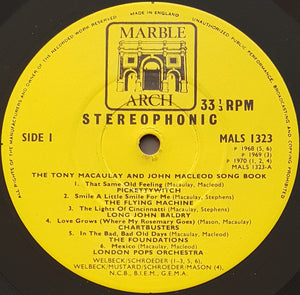 MADE IN ENGLAND
ALL RIGHTS OF THE MANUFACTURERS AND OF THE OWNER OF THE RECORDED WORK RESERVED
UNAUTHORISED PUBLIC PERFORMANCE, BROADCASTING AND COPYING OF THIS RECORD PROHIBITED
MARBLE
ARCH
33⅓ RPM
STEREOPHONIC
SIDE 1
MALS 1323
P 1968 (5, 6)
P 1969 (3)
P 1970 (1, 2, 4)
MALS 1323-A
THE TONY MACAULAY AND JOHN MACLEOD SONG BOOK
1. That Same Old Feeling (Macaulay, Macleod)
PICKETTYWITCH
2. Smile A Little Smile For Me (Macaulay, Stephens)
THE FLYING MACHINE
3. The Lights Of Cincinnati (Macaulay, Stephens)
LONG JOHN BALDRY
4. Love Grows (Where My Rosemary Goes) (Macaulay, Mason)
CHARTBUSTERS
5. In The Bad, Bad Old Days (Macaulay, Macleod)
THE FOUNDATIONS
6. Mexico (Macaulay, Macleod)
LONDON POPS ORCHESTRA
WELBECK/SCHROEDER (1-3, 5, 6)
WELBECK/MUSTARD/SCHROEDER/MASON (4)
N.C.B., B.I.E.M., G.E.M.A.